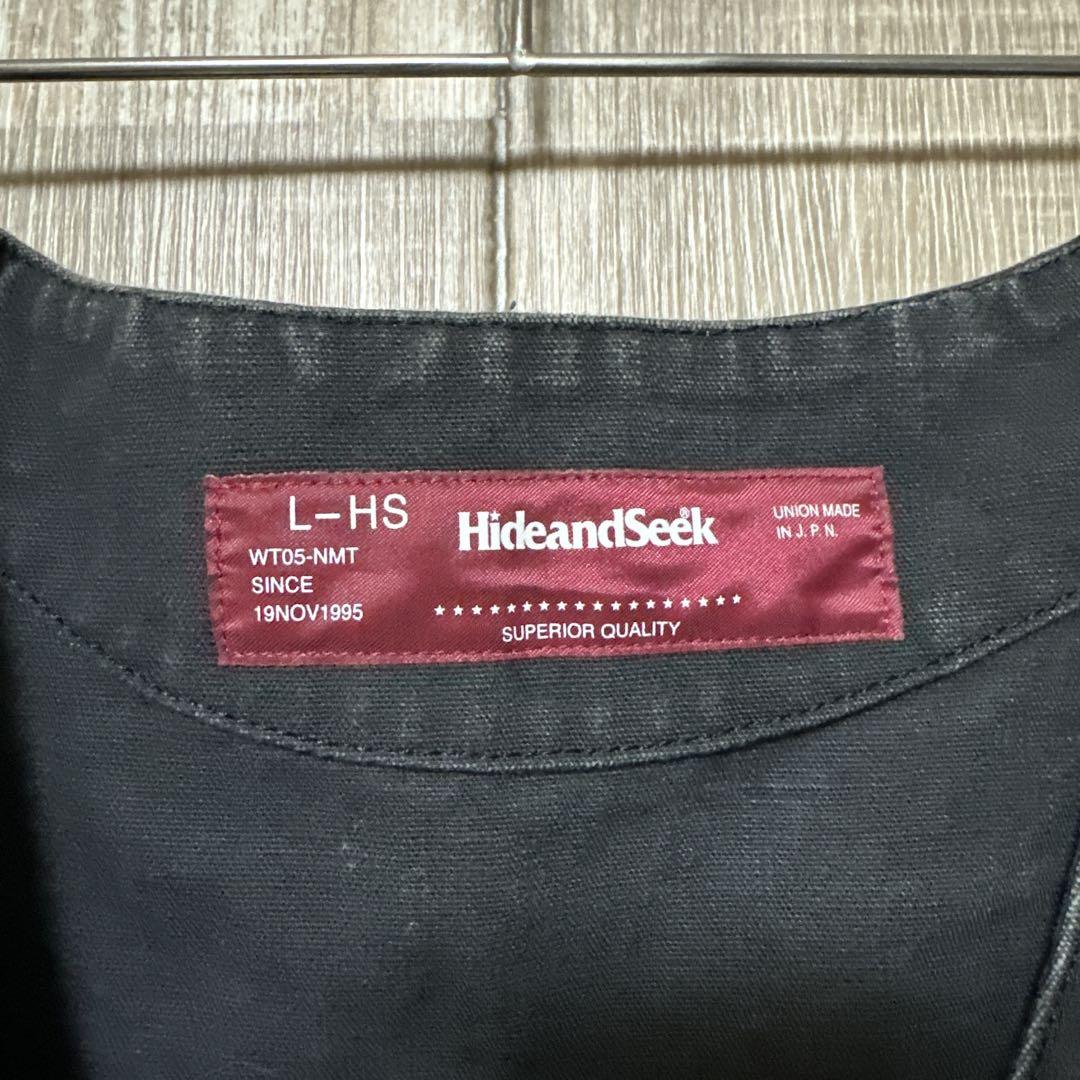 L-HS
WT05-NMT
SINCE
19NOV1995
HideandSeek®
★★★★★★★★★★★★★★★★★
SUPERIOR QUALITY
UNION MADE
IN J. P. N.